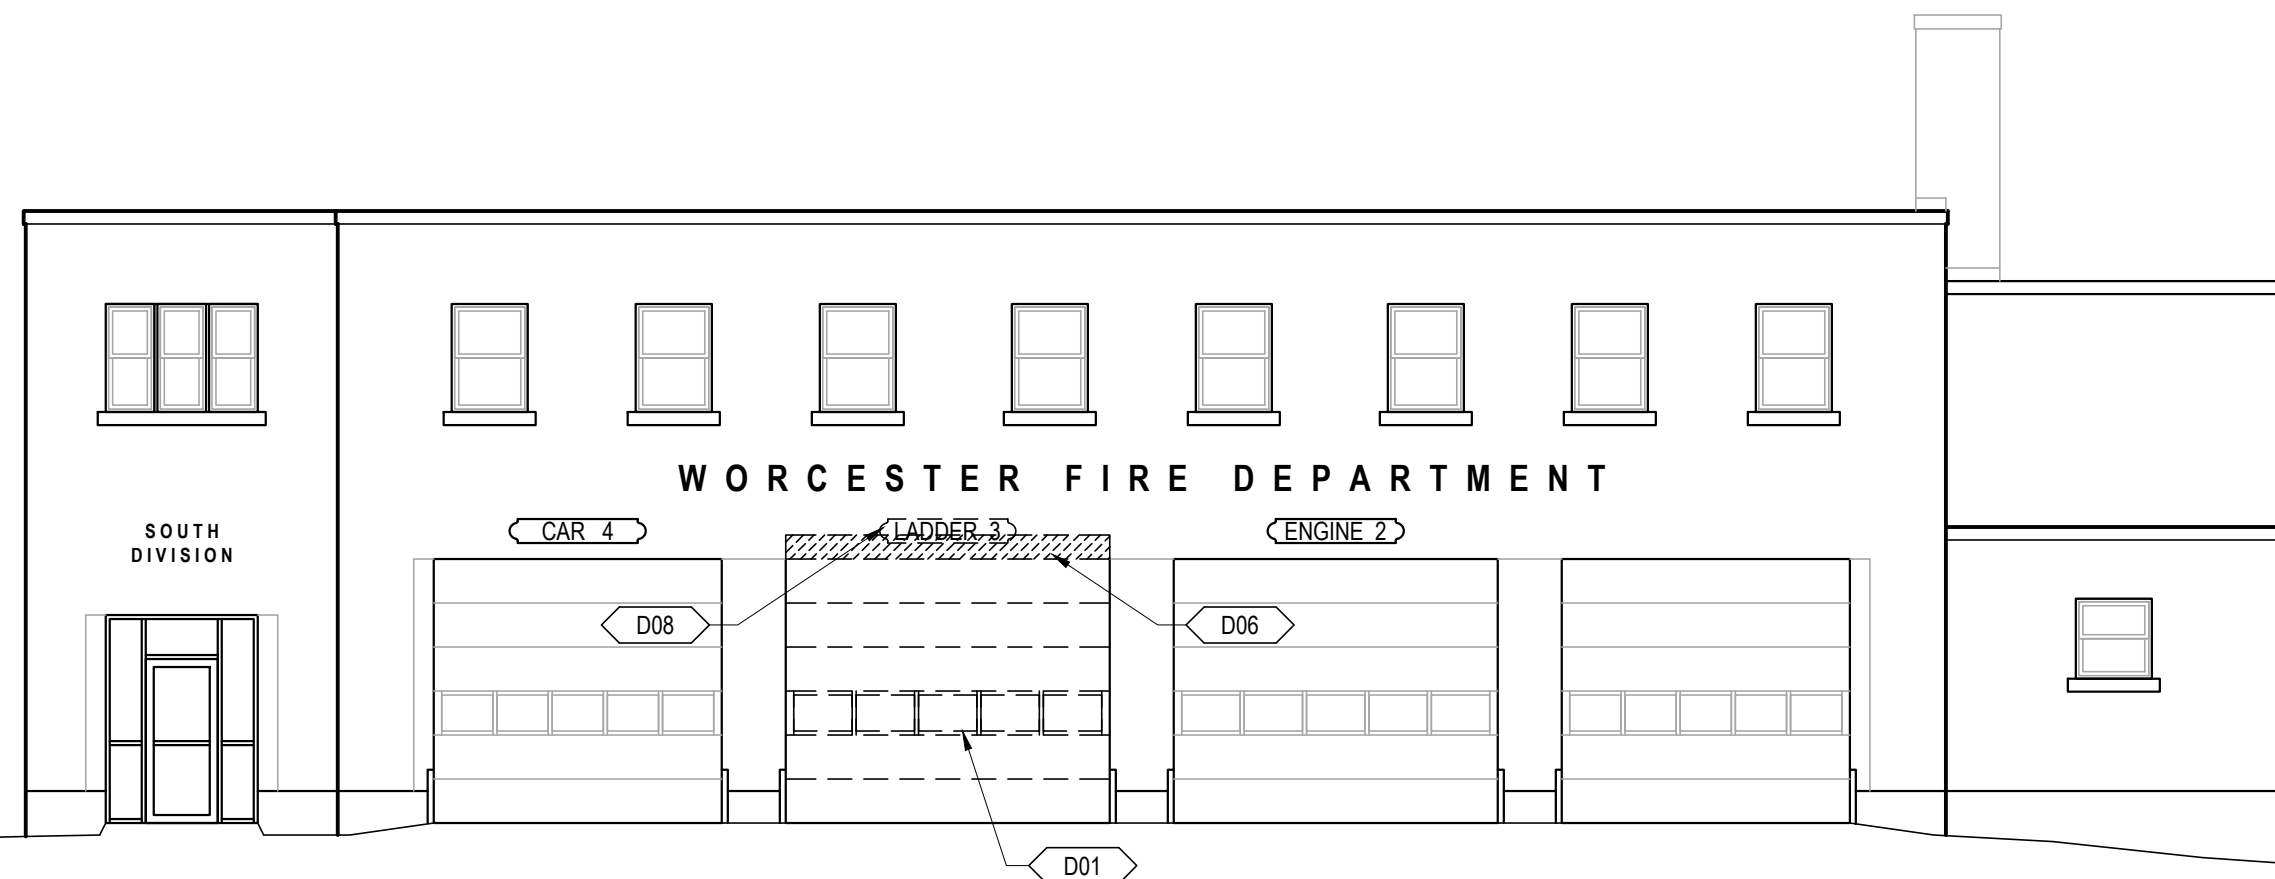 WORCESTER FIRE DEPARTMENT
SOUTH
DIVISION
CAR 4
LADDER 3
ENGINE 2
D08
D06
D01